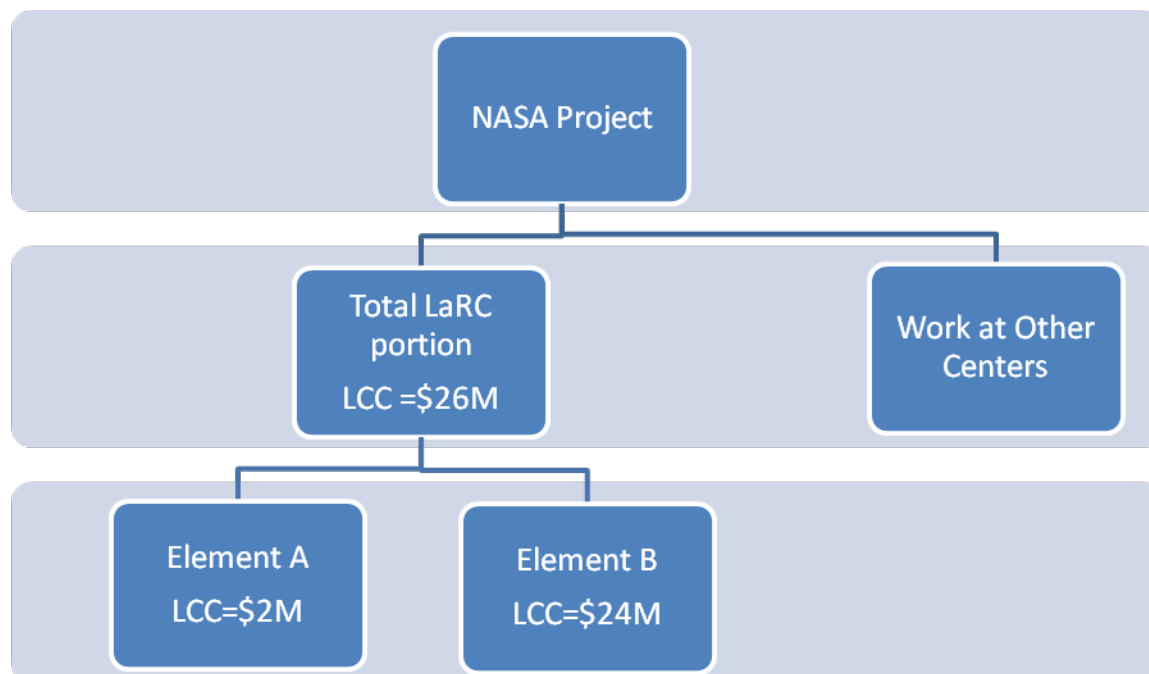 NASA Project
Total LaRC
portion
LCC =$26M
Work at Other
Centers
Element A
LCC=$2M
Element B
LCC=$24M